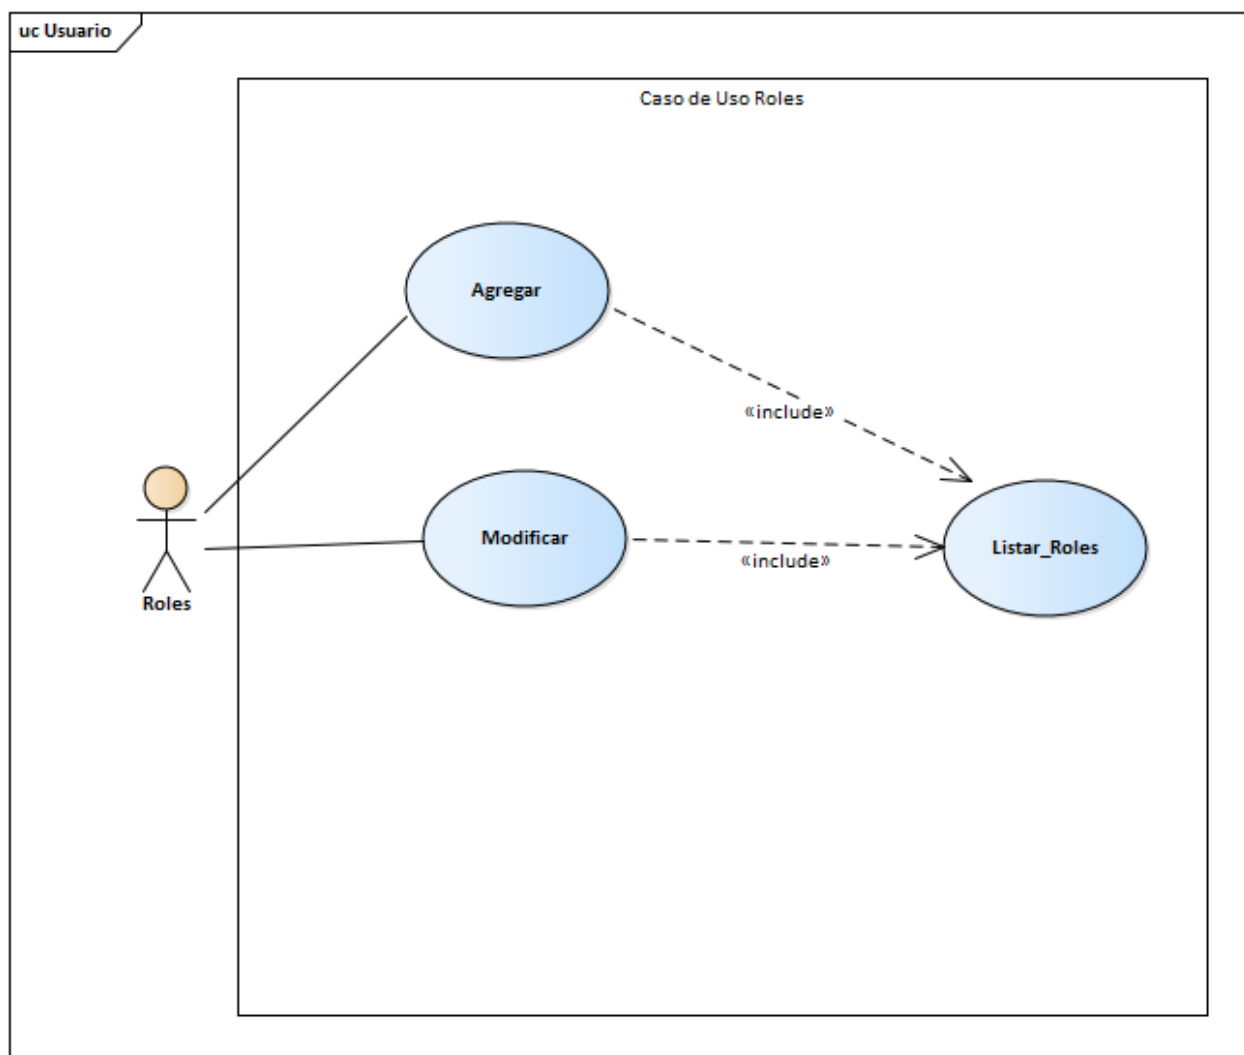 uc Usuario
Caso de Uso Roles
Agregar
«include»
Modificar
«include»
Listar_Roles
Roles